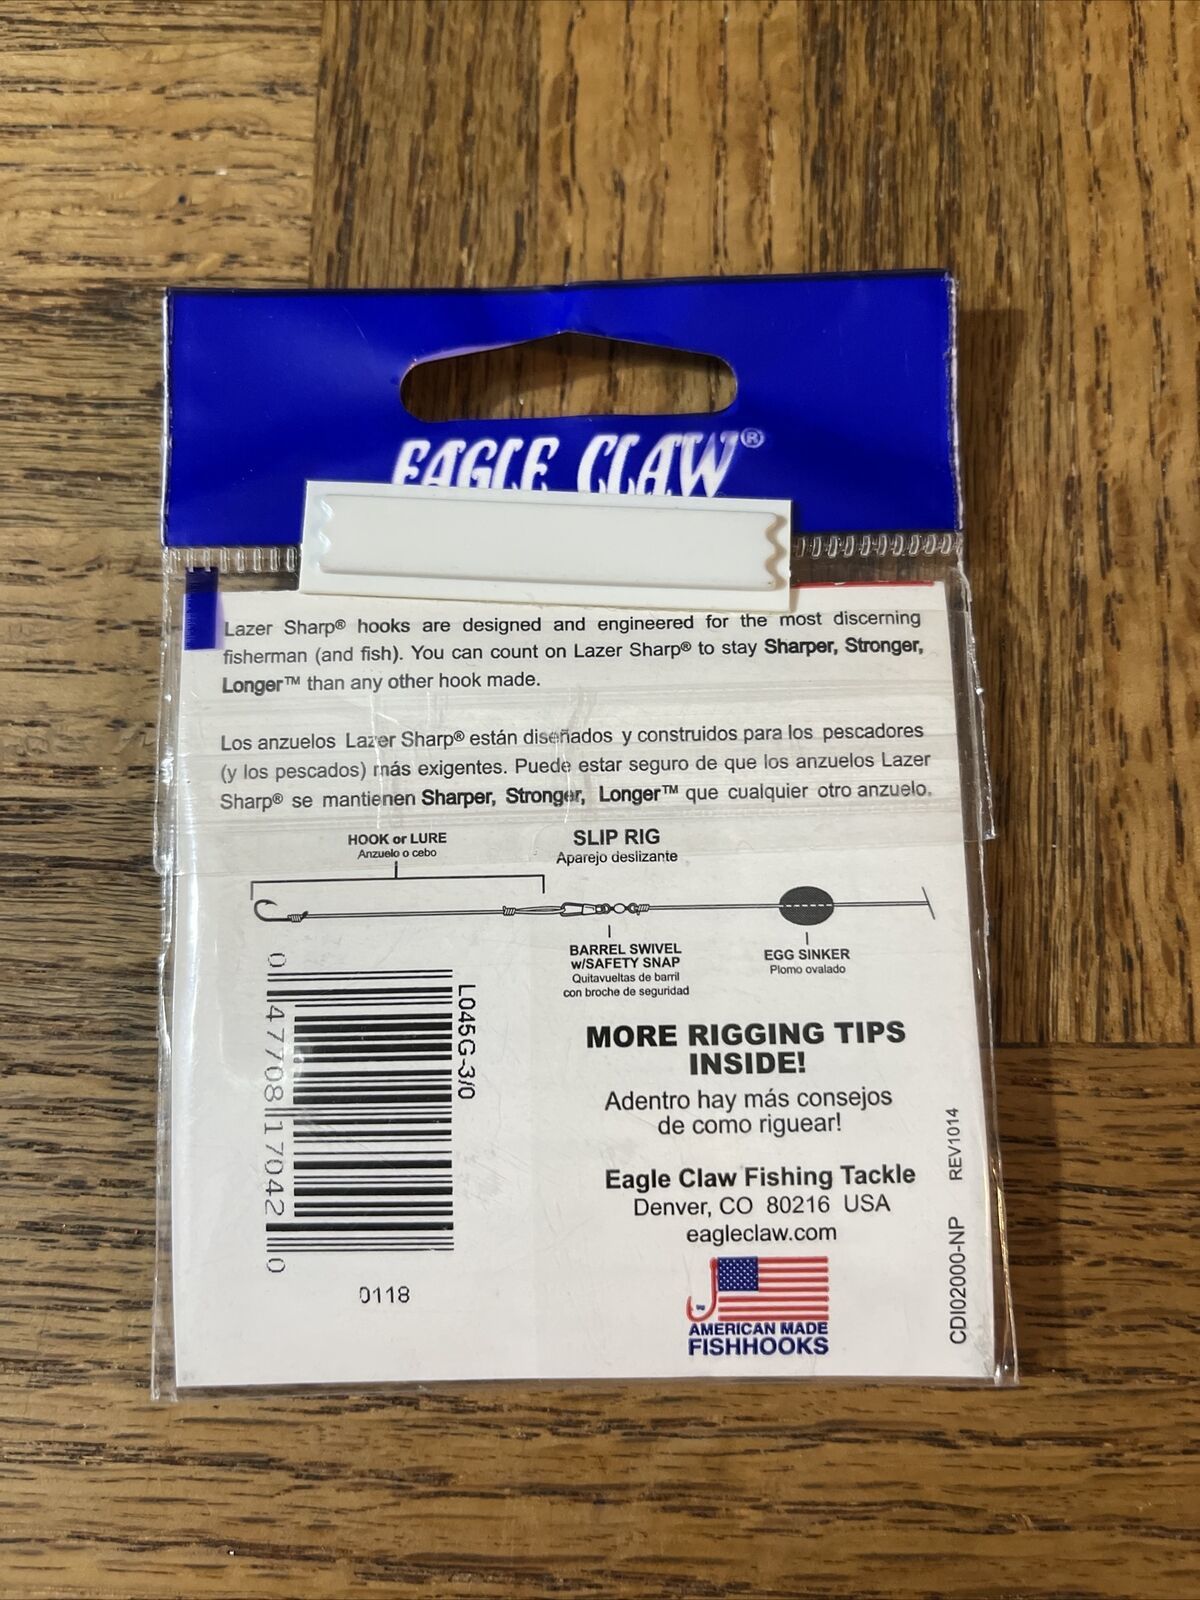 EAGLE CLAW®
Lazer Sharp® hooks are designed and engineered for the most discerning
fisherman (and fish). You can count on Lazer Sharp® to stay Sharper, Stronger,
Longer™ than any other hook made.
Los anzuelos Lazer Sharp® están diseñados y construidos para los pescadores
(y los pescados) más exigentes. Puede estar seguro de que los anzuelos Lazer
Sharp® se mantienen Sharper, Stronger, Longer™ que cualquier otro anzuelo.
HOOK or LURE
Anzuelo o cebo
SLIP RIG
Aparejo deslizante
BARREL SWIVEL
w/SAFETY SNAP
Quitavueltas de barril
con broche de seguridad
EGG SINKER
Plomo ovalado
L045G-3/0
0 47708 17042 0
0118
MORE RIGGING TIPS
INSIDE!
Adentro hay más consejos
de como riguear!
Eagle Claw Fishing Tackle
Denver, CO 80216 USA
eagleclaw.com
AMERICAN MADE
FISHHOOKS
CDI02000-NP REV1014